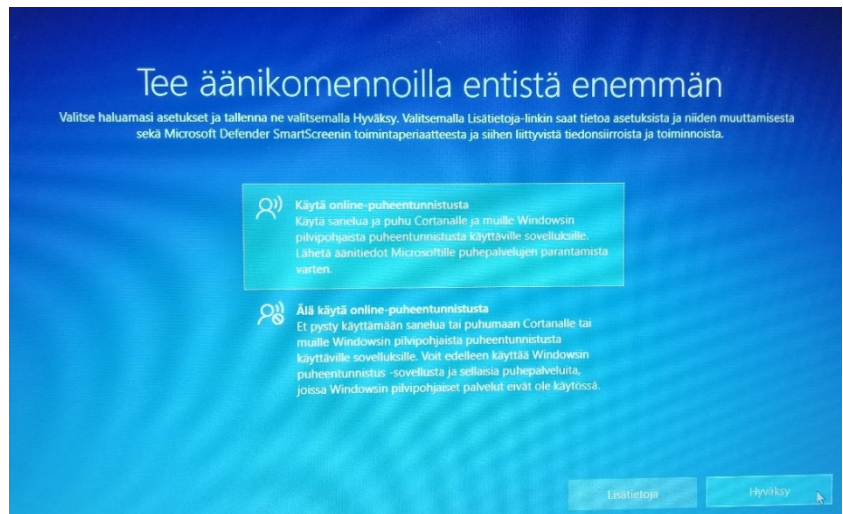 Tee äänikomennoilla entistä enemmän
Valitse haluamasi asetukset ja tallenna ne valitsemalla Hyväksy. Valitsemalla Lisätietoja-linkin saat tietoa asetuksista ja niiden muuttamisesta
sekä Microsoft Defender SmartScreenin toimintaperiaatteesta ja siihen liittyvistä tiedonsiirroista ja toiminnoista.
Käytä online-puheentunnistusta
Käytä sanelua ja puhu Cortanalle ja muille Windowsin
pilvipohjaista puheentunnistusta käyttäville sovelluksille.
Lähetä äänitiedot Microsoftille puhepalvelujen parantamista
varten.
Älä käytä online-puheentunnistusta
Et pysty käyttämään sanelua tai puhumaan Cortanalle tai
muille Windowsin pilvipohjaista puheentunnistusta
käyttäville sovelluksille. Voit edelleen käyttää Windowsin
puheentunnistus -sovellusta ja sellaisia puhepalveluita,
joissa Windowsin pilvipohjaiset palvelut eivät ole käytössä.
Lisätietoja
Hyväksy